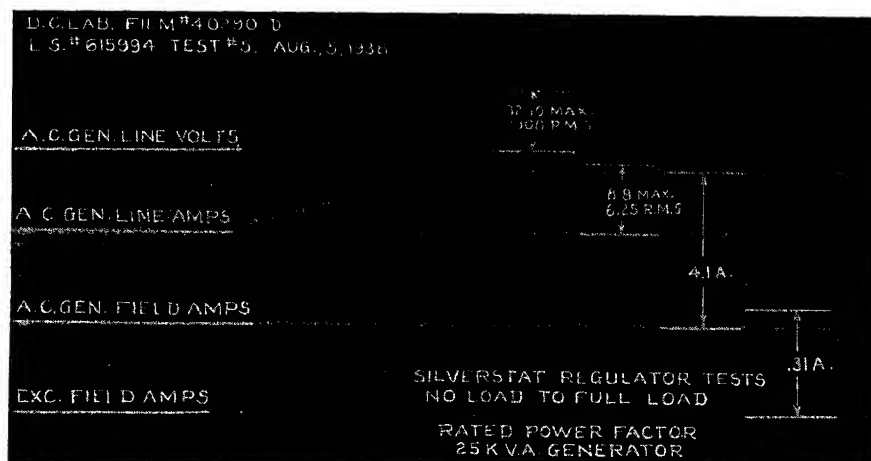 D.C. LAB. FILM
L.S.#615994 TEST #5. AUG., 5, 1938
MAX.
A.C. GEN. LINE VOLTS
8.8 MAX.
6.25 R.M.S
A C GEN. LINE AMPS
4.1 A.
A.C. GEN. FIELD AMPS
.31 A.
SILVERSTAT REGULATOR TESTS
NO LOAD TO FULL LOAD
EXC. FIELD AMPS
RATED POWER FACTOR
25 K V.A. GENERATOR